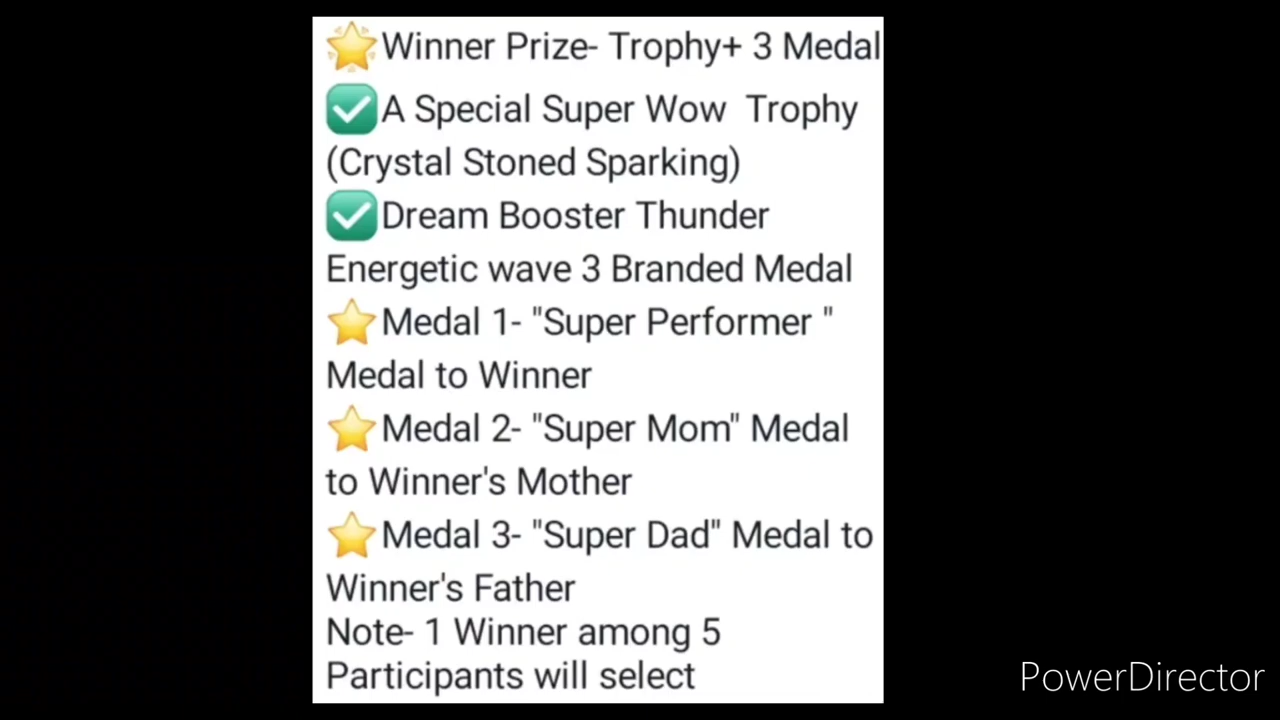 🌟Winner Prize- Trophy+ 3 Medal
✅A Special Super Wow  Trophy
(Crystal Stoned Sparking)
✅Dream Booster Thunder
Energetic wave 3 Branded Medal
⭐Medal 1- "Super Performer "
Medal to Winner
⭐Medal 2- "Super Mom" Medal
to Winner's Mother
⭐Medal 3- "Super Dad" Medal to
Winner's Father
Note- 1 Winner among 5
Participants will select
PowerDirector